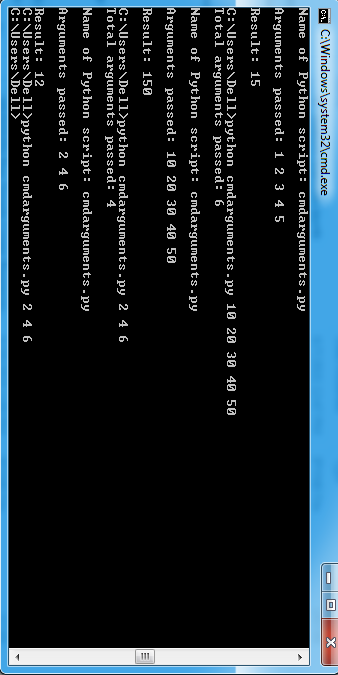 C:\Windows\system32\cmd.exe
Name of Python script: cmdarguments.py
Arguments passed: 1 2 3 4 5
Result: 15
C:\Users\Dell>python cmdarguments.py 10 20 30 40 50
Total arguments passed: 6
Name of Python script: cmdarguments.py
Arguments passed: 10 20 30 40 50
Result: 150
C:\Users\Dell>python cmdarguments.py 2 4 6
Total arguments passed: 4
Name of Python script: cmdarguments.py
Arguments passed: 2 4 6
Result: 12
C:\Users\Dell>python cmdarguments.py 2 4 6
C:\Users\Dell>